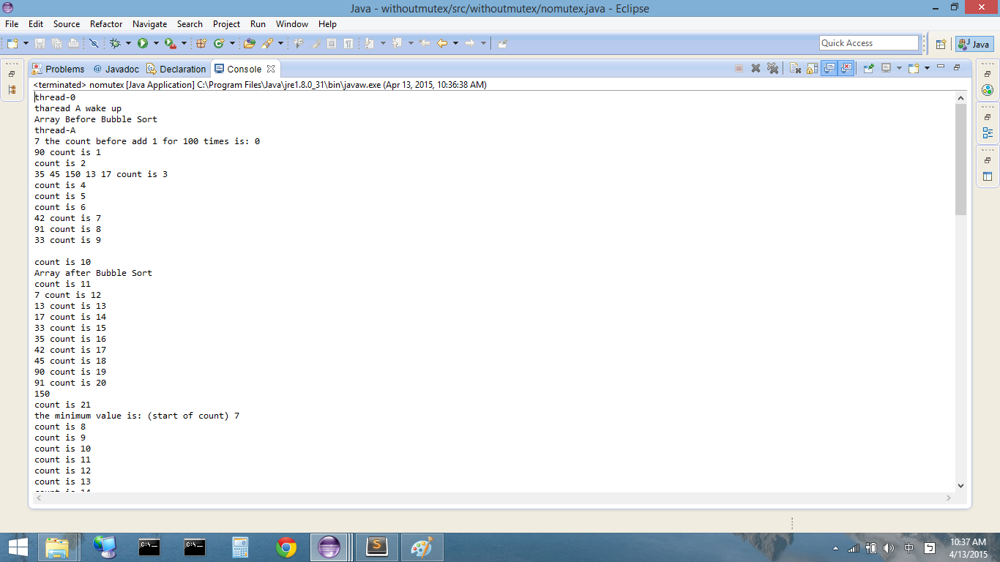 Java - withoutmutex/src/withoutmutex/nomutex.java - Eclipse
File Edit Source Refactor Navigate Search Project Run Window Help
Quick Access
Java
Problems @ Javadoc Declaration Console
<terminated> nomutex [Java Application] C:\Program Files\Java\jre1.8.0_31\bin\javaw.exe (Apr 13, 2015, 10:36:38 AM)
thread-0
tharead A wake up
Array Before Bubble Sort
thread-A
7 the count before add 1 for 100 times is: 0
90 count is 1
count is 2
35 45 150 13 17 count is 3
count is 4
count is 5
count is 6
42 count is 7
91 count is 8
33 count is 9
count is 10
Array after Bubble Sort
count is 11
7 count is 12
13 count is 13
17 count is 14
33 count is 15
35 count is 16
42 count is 17
45 count is 18
90 count is 19
91 count is 20
150
count is 21
the minimum value is: (start of count) 7
count is 8
count is 9
count is 10
count is 11
count is 12
count is 13
count is 14
C:\.
C:\.
S
中
10:37 AM
4/13/2015